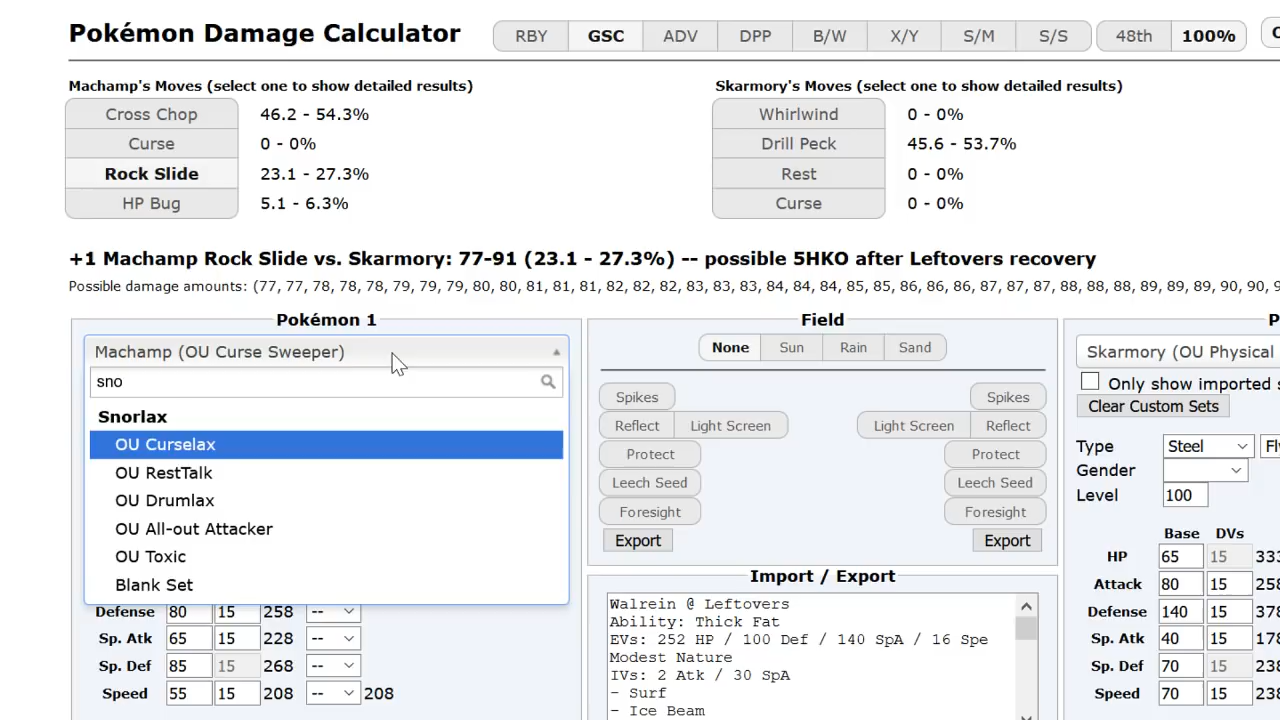 Pokémon Damage Calculator RBY GSC ADV DPP B/W X/Y S/M S/S 48th 100%
Machamp's Moves (select one to show detailed results)
Cross Chop 46.2 - 54.3%
Curse 0 - 0%
Rock Slide 23.1 - 27.3%
HP Bug 5.1 - 6.3%
Skarmory's Moves (select one to show detailed results)
Whirlwind 0 - 0%
Drill Peck 45.6 - 53.7%
Rest 0 - 0%
Curse 0 - 0%
+1 Machamp Rock Slide vs. Skarmory: 77-91 (23.1 - 27.3%) -- possible 5HKO after Leftovers recovery
Possible damage amounts: (77, 77, 78, 78, 78, 79, 79, 79, 80, 80, 81, 81, 81, 82, 82, 82, 83, 83, 83, 84, 84, 84, 85, 85, 86, 86, 86, 87, 87, 87, 88, 88, 88, 89, 89, 89, 90, 90, 9
Pokémon 1
Machamp (OU Curse Sweeper)
sno
Snorlax
OU Curselax
OU RestTalk
OU Drumlax
OU All-out Attacker
OU Toxic
Blank Set
Defense 80 15 258 --
Sp. Atk 65 15 228 --
Sp. Def 85 15 268 --
Speed 55 15 208 -- 208
Field
None Sun Rain Sand
Spikes Spikes
Reflect Light Screen Light Screen Reflect
Protect Protect
Leech Seed Leech Seed
Foresight Foresight
Export Export
Import / Export
Walrein @ Leftovers
Ability: Thick Fat
EVs: 252 HP / 100 Def / 140 SpA / 16 Spe
Modest Nature
IVs: 2 Atk / 30 SpA
- Surf
- Ice Beam
Skarmory (OU Physical
Only show imported s
Clear Custom Sets
Type Steel Fl
Gender
Level 100
Base DVs
HP 65 15 333
Attack 80 15 258
Defense 140 15 378
Sp. Atk 40 15 178
Sp. Def 70 15 238
Speed 70 15 238